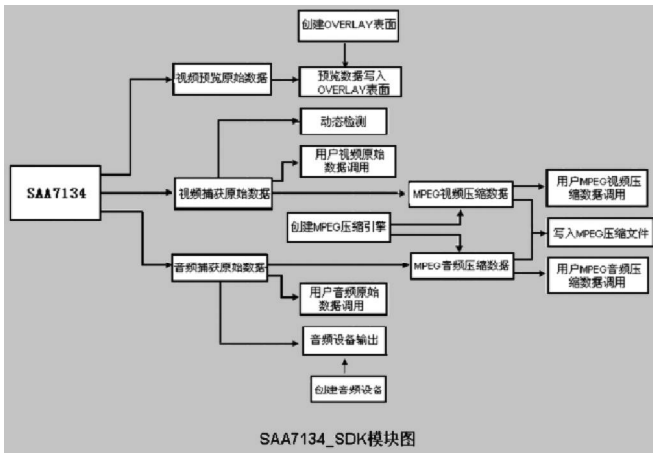 创建OVERLAY表面
视频预览原始数据
预览数据写入
OVERLAY表面
动态检测
用户视频原始
数据调用
SAA7134
视频捕获原始数据
MPEG视频压缩数据
用户MPEG视频压
缩数据调用
创建MPEG压缩引擎
写入MPEG压缩文件
音频捕获原始数据
MPEG音频压缩数据
用户MPEG音频压
缩数据调用
用户音频原始
数据调用
音频设备输出
创建音频设备
SAA7134_SDK模块图